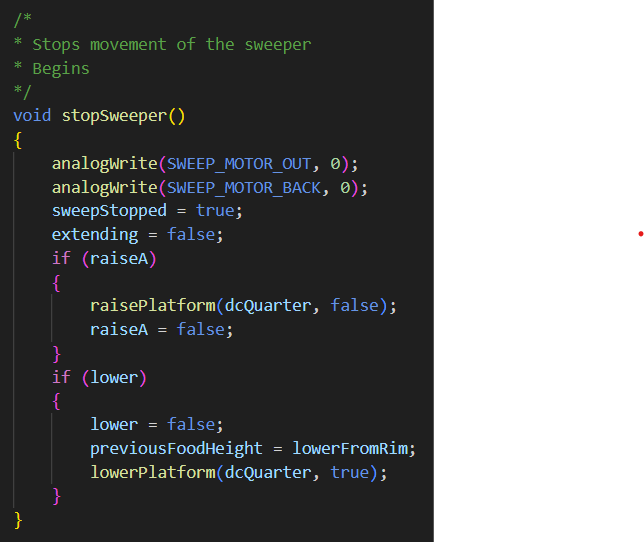 /*
* Stops movement of the sweeper
* Begins
*/
void stopSweeper()
{
    analogWrite(SWEEP_MOTOR_OUT, 0);
    analogWrite(SWEEP_MOTOR_BACK, 0);
    sweepStopped = true;
    extending = false;
    if (raiseA)
    {
        raisePlatform(dcQuarter, false);
        raiseA = false;
    }
    if (lower)
    {
        lower = false;
        previousFoodHeight = lowerFromRim;
        lowerPlatform(dcQuarter, true);
    }
}